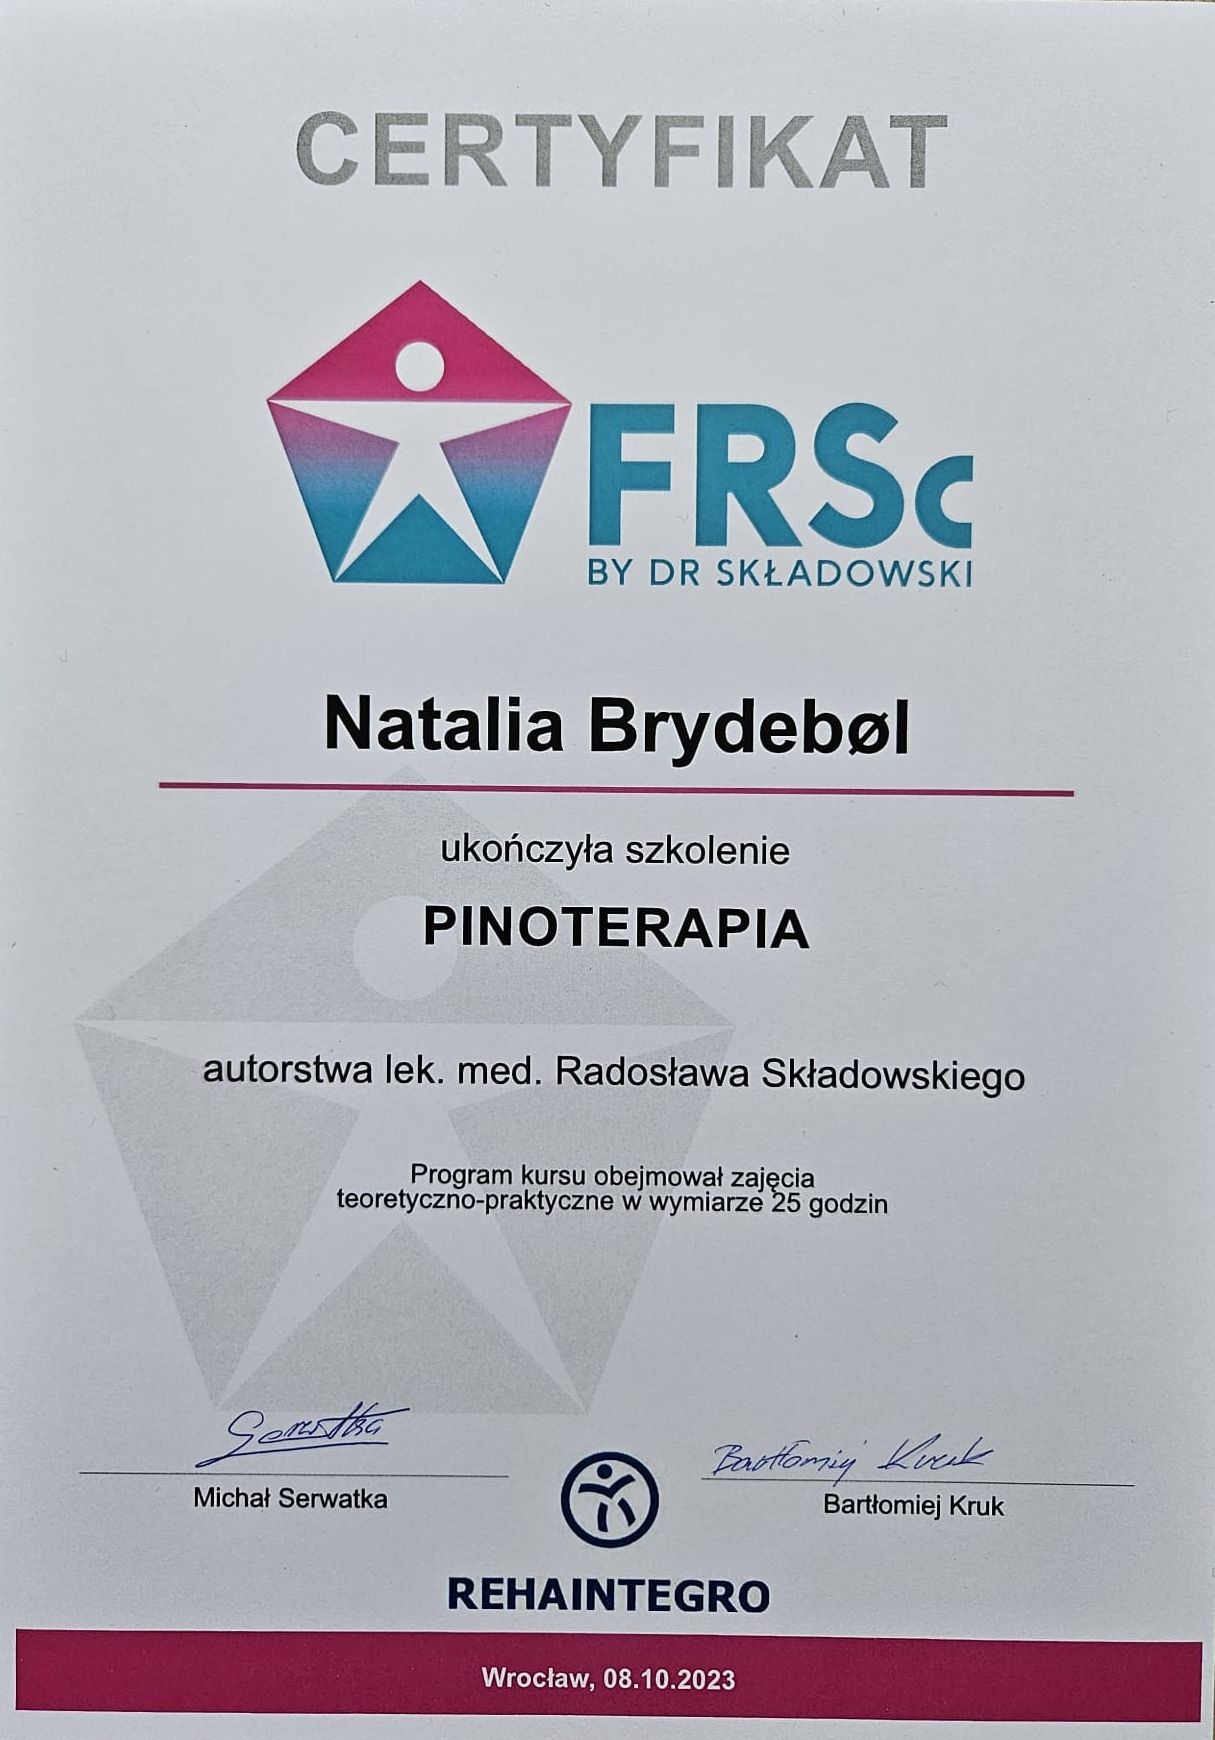 CERTYFIKAT
FRSc
BY DR SKŁADOWSKI
Natalia Brydebøl
ukończyła szkolenie
PINOTERAPIA
autorstwa lek. med. Radosława Składowskiego
Program kursu obejmował zajęcia
teoretyczno-praktyczne w wymiarze 25 godzin
Serwatka
Bartłomiej Kruk
Michał Serwatka
Bartłomiej Kruk
REHAINTEGRO
Wrocław, 08.10.2023